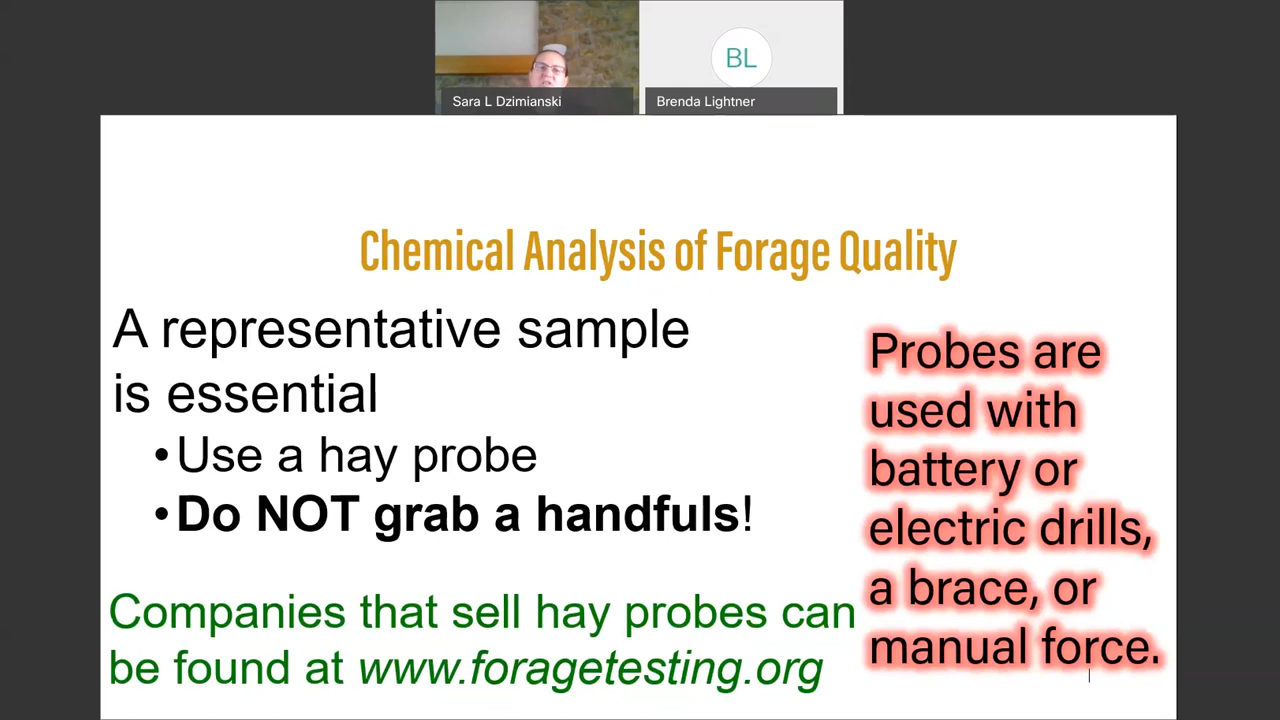 BL
Sara L Dzimianski
Brenda Lightner
Chemical Analysis of Forage Quality
A representative sample
is essential
•Use a hay probe
•Do NOT grab a handfuls!
Companies that sell hay probes can
be found at www.foragetesting.org
Probes are
used with
battery or
electric drills,
a brace, or
manual force.